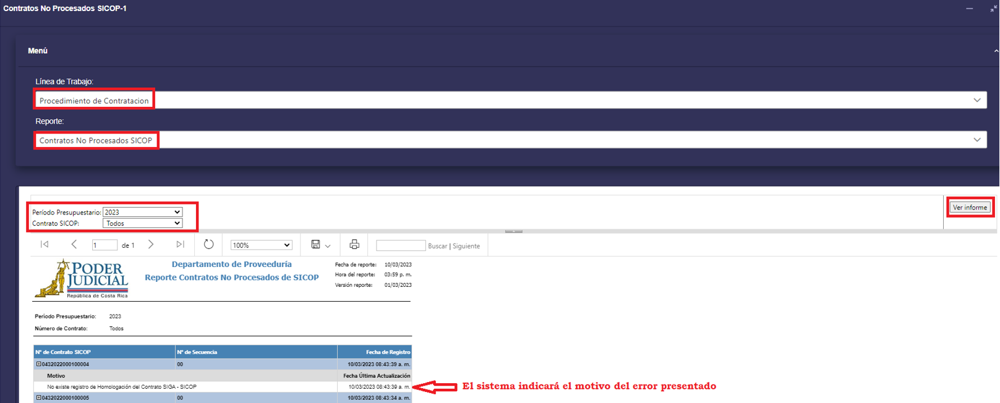 Contratos No Procesados SICOP-1
Menú
Línea de Trabajo:
Procedimiento de Contratacion
Reporte:
Contratos No Procesados SICOP
Período Presupuestario: 2023
Contrato SICOP: Todos
Ver informe
1 de 1 100% Buscar | Siguiente
PODER JUDICIAL
República de Costa Rica
Departamento de Proveeduría
Reporte Contratos No Procesados de SICOP
Fecha de reporte: 10/03/2023
Hora del reporte: 03:59 p. m.
Versión reporte: 01/03/2023
Período Presupuestario: 2023
Número de Contrato: Todos
N° de Contrato SICOP N° de Secuencia Fecha de Registro
0432022000100004 00 10/03/2023 08:43:39 a. m.
Motivo Fecha Última Actualización
No existe registro de Homologación del Contrato SIGA - SICOP 10/03/2023 08:43:39 a. m.
El sistema indicará el motivo del error presentado
0432022000100005 00 10/03/2023 08:43:34 a. m.